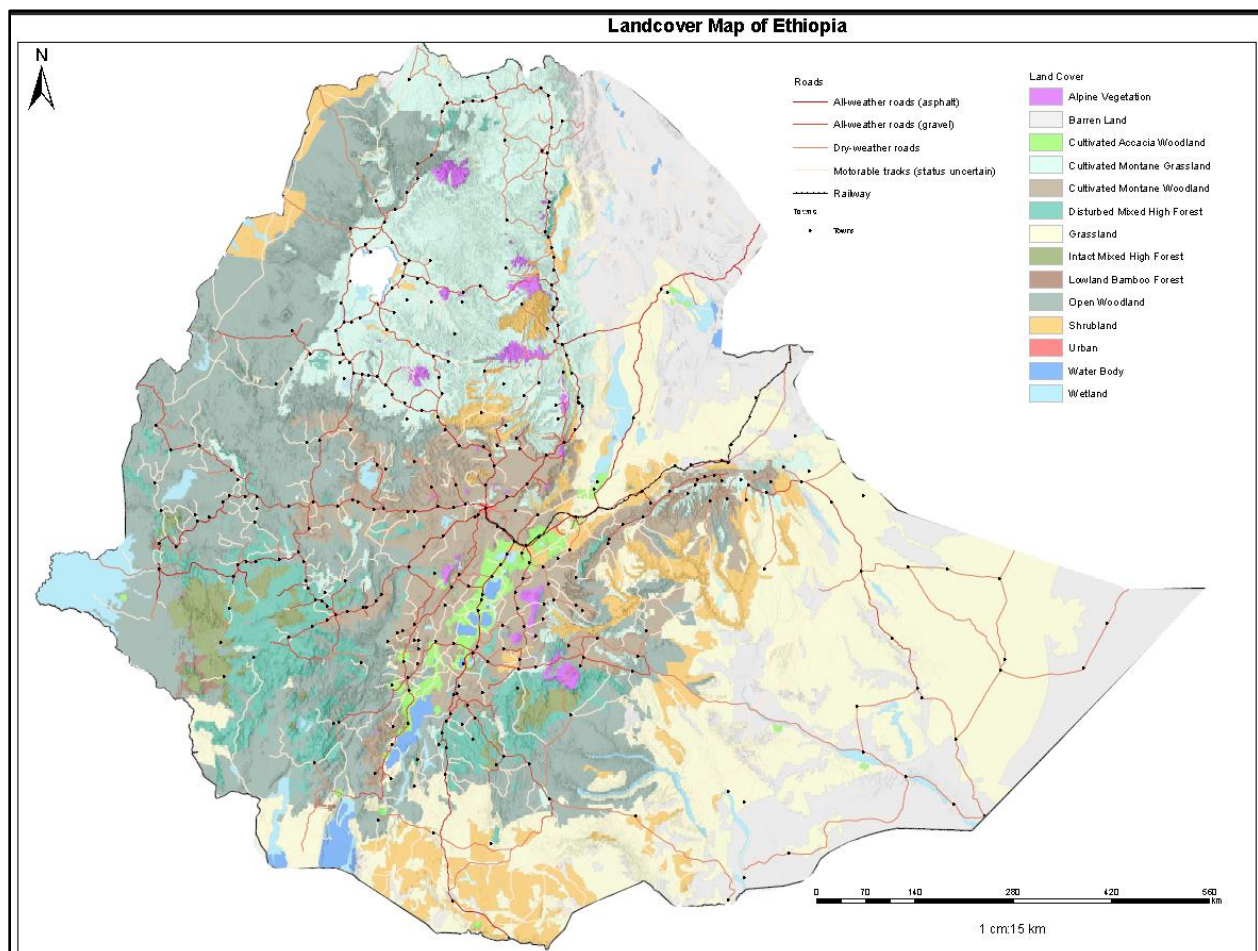 Landcover Map of Ethiopia
N
Roads
All-weather roads (asphalt)
All-weather roads (gravel)
Dry-weather roads
Motorable tracks (status uncertain)
Railway
Towns
Towns
Land Cover
Alpine Vegetation
Barren Land
Cultivated Accacia Woodland
Cultivated Montane Grassland
Cultivated Montane Woodland
Disturbed Mixed High Forest
Grassland
Intact Mixed High Forest
Lowland Bamboo Forest
Open Woodland
Shrubland
Urban
Water Body
Wetland
0 70 140 280 420 560
km
1 cm:15 km